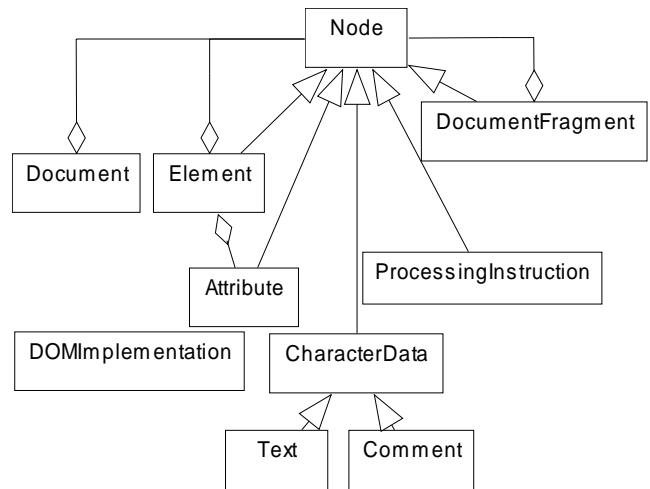 Node
DocumentFragment
Document
Element
ProcessingInstruction
Attribute
DOMImplementation
CharacterData
Text
Comment